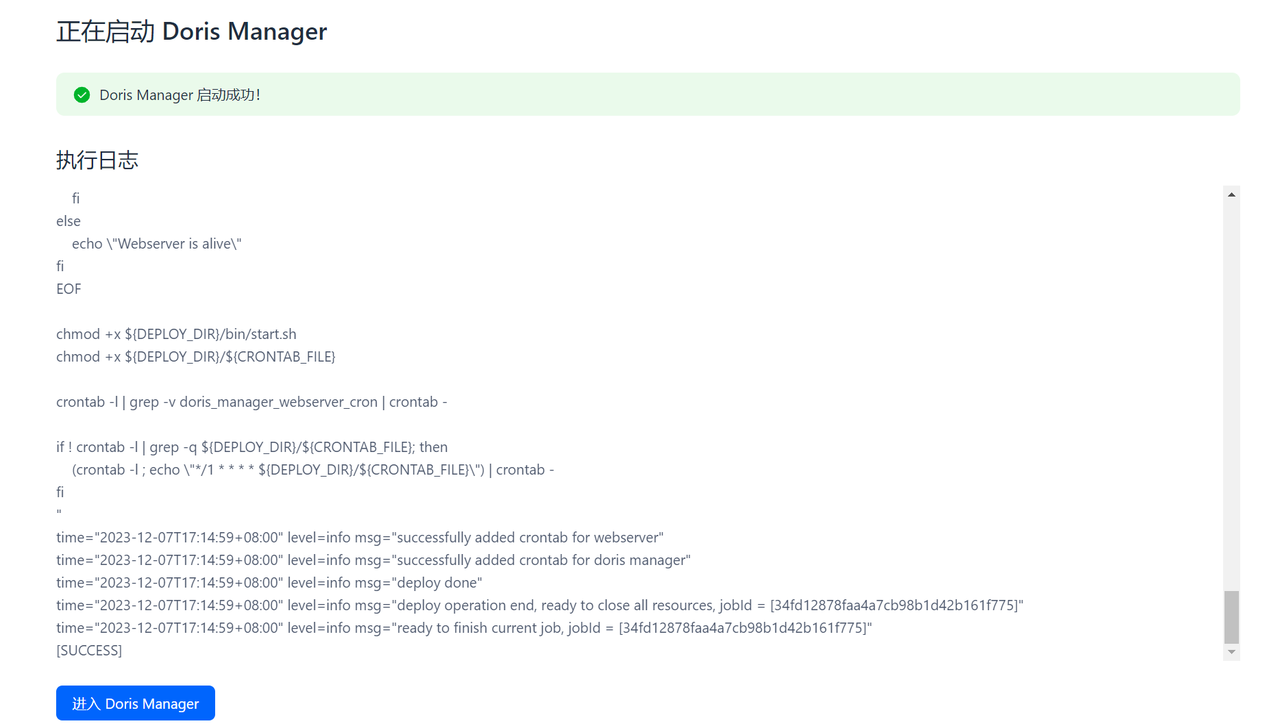 正在启动 Doris Manager
Doris Manager 启动成功！
执行日志
fi
else
echo \"Webserver is alive\"
fi
EOF
chmod +x ${DEPLOY_DIR}/bin/start.sh
chmod +x ${DEPLOY_DIR}/${CRONTAB_FILE}
crontab -l | grep -v doris_manager_webserver_cron | crontab -
if ! crontab -l | grep -q ${DEPLOY_DIR}/${CRONTAB_FILE}; then
(crontab -l ; echo \"*/1 * * * * ${DEPLOY_DIR}/${CRONTAB_FILE}\") | crontab -
fi
"
time="2023-12-07T17:14:59+08:00" level=info msg="successfully added crontab for webserver"
time="2023-12-07T17:14:59+08:00" level=info msg="successfully added crontab for doris manager"
time="2023-12-07T17:14:59+08:00" level=info msg="deploy done"
time="2023-12-07T17:14:59+08:00" level=info msg="deploy operation end, ready to close all resources, jobId = [34fd12878faa4a7cb98b1d42b161f775]"
time="2023-12-07T17:14:59+08:00" level=info msg="ready to finish current job, jobId = [34fd12878faa4a7cb98b1d42b161f775]"
[SUCCESS]
进入 Doris Manager